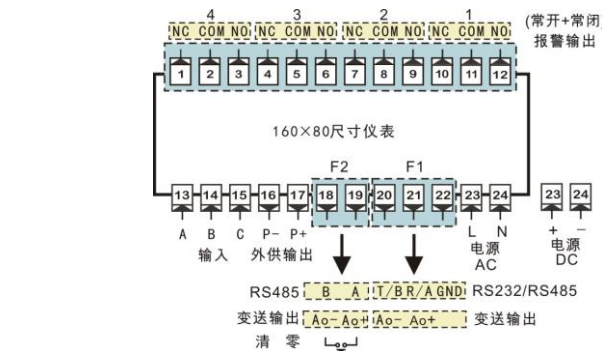 4 3 2 1
NC COM NO NC COM NO NC COM NO NC COM NO
(常开+常闭)
报警输出
1 2 3 4 5 6 7 8 9 10 11 12
160×80尺寸仪表
F2 F1
13 14 15 16 17 18 19 20 21 22 23 24 23 24
A B C P- P+ L N + -
输入 外供输出 电源 AC 电源 DC
RS485 B A T/B R/A GND RS232/RS485
变送输出 Ao- Ao+ Ao- Ao+ 变送输出
清 零